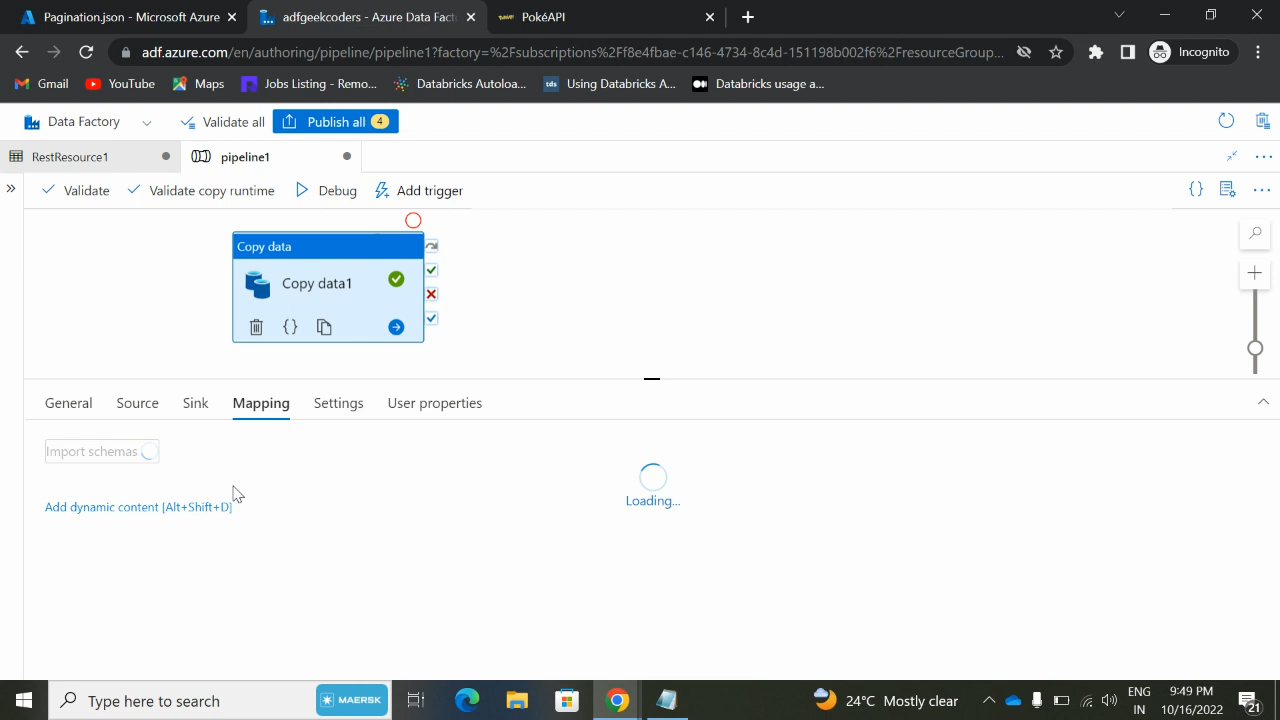 Pagination.json - Microsoft Azure
adfgeekcoders - Azure Data Fact
PokéAPI
adf.azure.com/en/authoring/pipeline/pipeline1?factory=%2Fsubscriptions%2Ff8e4fbae-c146-4734-8c4d-151198b002f6%2FresourceGroup...
Incognito
Gmail
YouTube
Maps
Jobs Listing - Remo...
Databricks Autoloa...
tds
Using Databricks A...
Databricks usage a...
Data Factory
Validate all
Publish all 4
RestResource1
pipeline1
Validate
Validate copy runtime
Debug
Add trigger
Copy data
Copy data1
General
Source
Sink
Mapping
Settings
User properties
Import schemas
Loading...
Add dynamic content [Alt+Shift+D]
Type here to search
MAERSK
24°C Mostly clear
ENG
IN
9:49 PM
10/16/2022
21